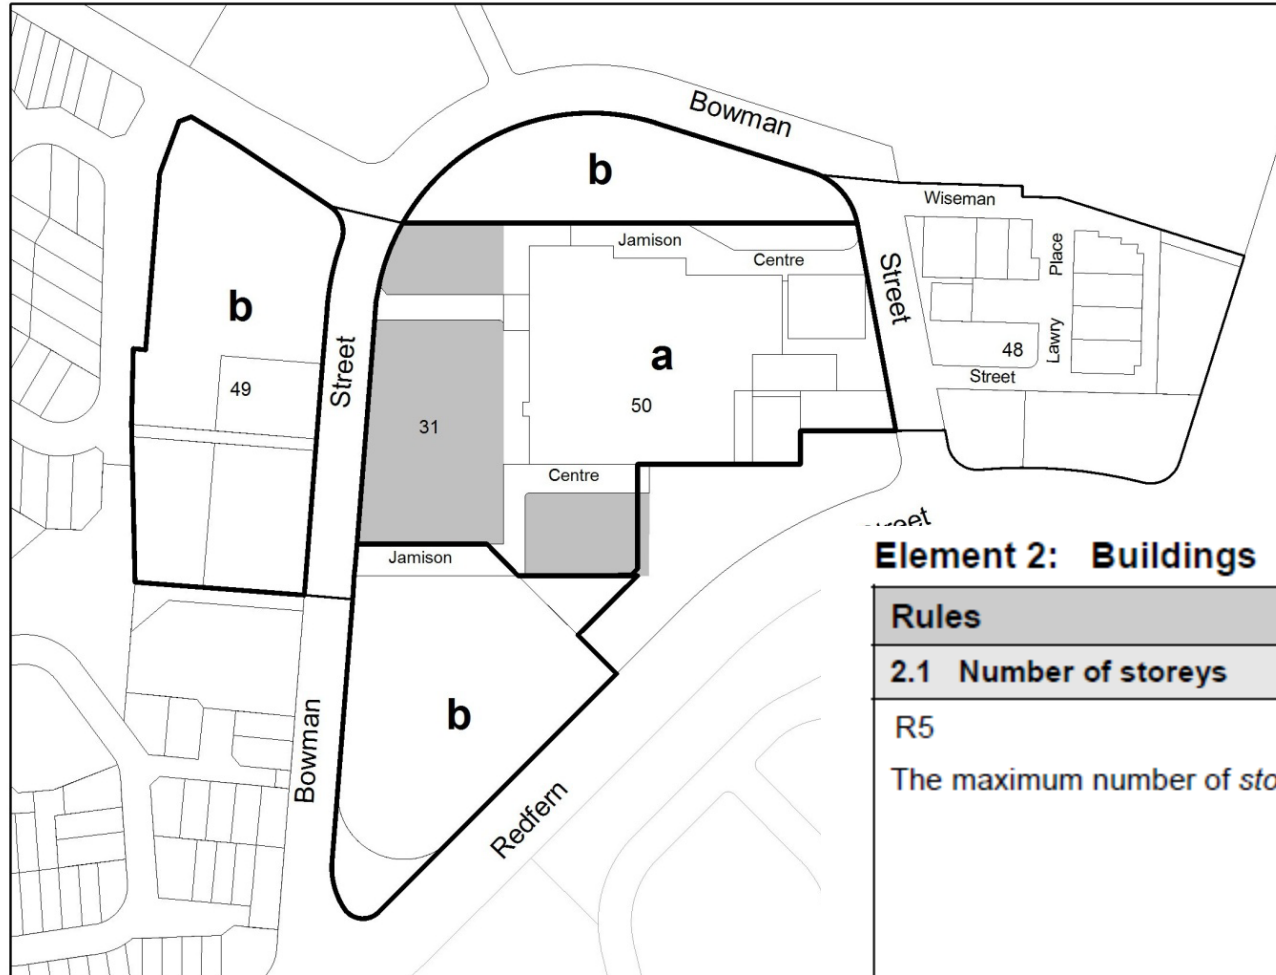 Bowman
b
Wiseman
Jamison
Centre
Place
Street
b
a
Street
48
Lawry
Street
49
50
31
Centre
Jamison
b
Bowman
Redfern
Element 2: Buildings
Rules
2.1 Number of storeys
R5
The maximum number of